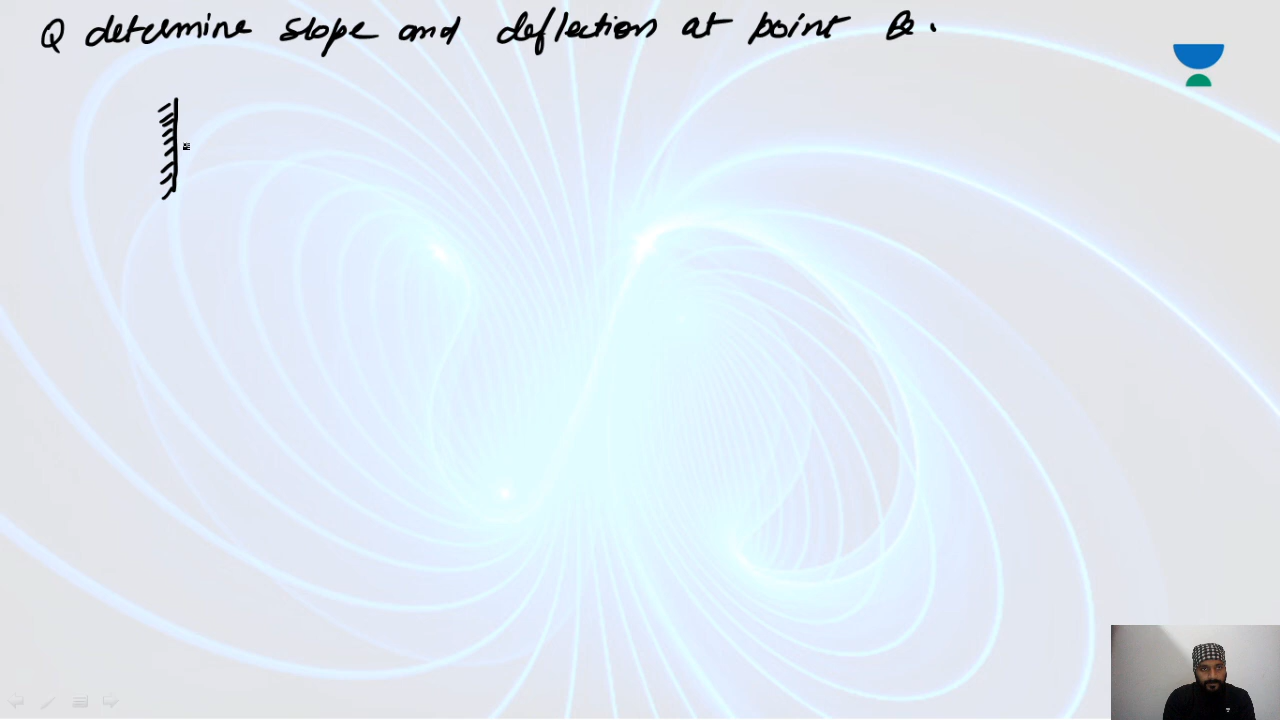 Q determine slope and deflection at point B.